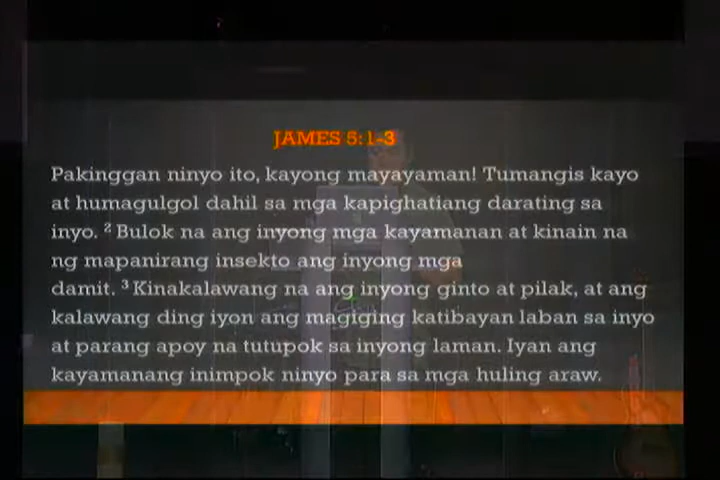 JAMES 5:1-3
Pakinggan ninyo ito, kayong mayayaman! Tumangis kayo
at humagulgol dahil sa mga kapighatiang darating sa
inyo. ² Bulok na ang inyong mga kayamanan at kinain na
ng mapanirang insekto ang inyong mga
damit. ³ Kinakalawang na ang inyong ginto at pilak, at ang
kalawang ding iyon ang magiging katibayan laban sa inyo
at parang apoy na tutupok sa inyong laman. Iyan ang
kayamanang inimpok ninyo para sa mga huling araw.